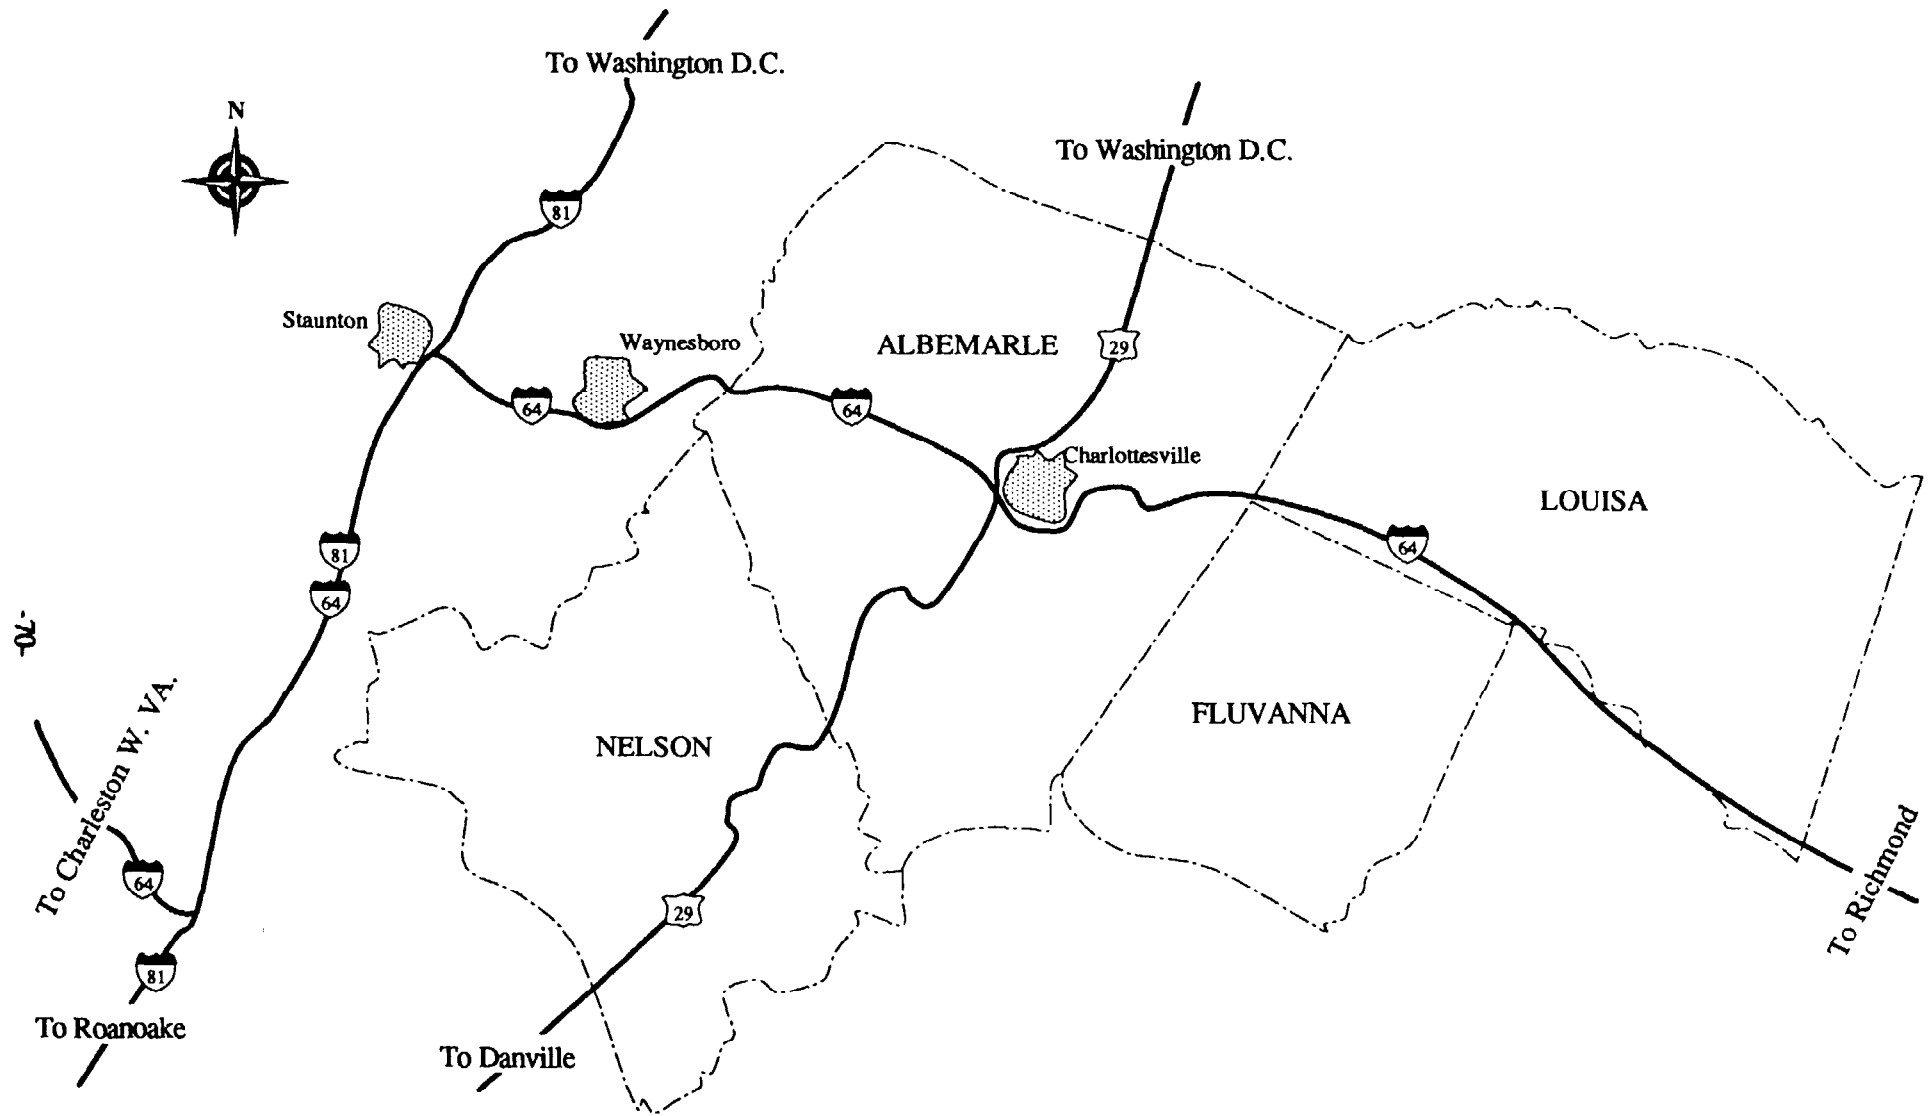 To Washington D.C.
N
To Washington D.C.
81
Staunton
Waynesboro
ALBEMARLE
29
64
64
Charlottesville
LOUISA
81
64
64
-70-
To Charleston W. VA.
NELSON
FLUVANNA
64
29
To Richmond
81
To Roanoake
To Danville